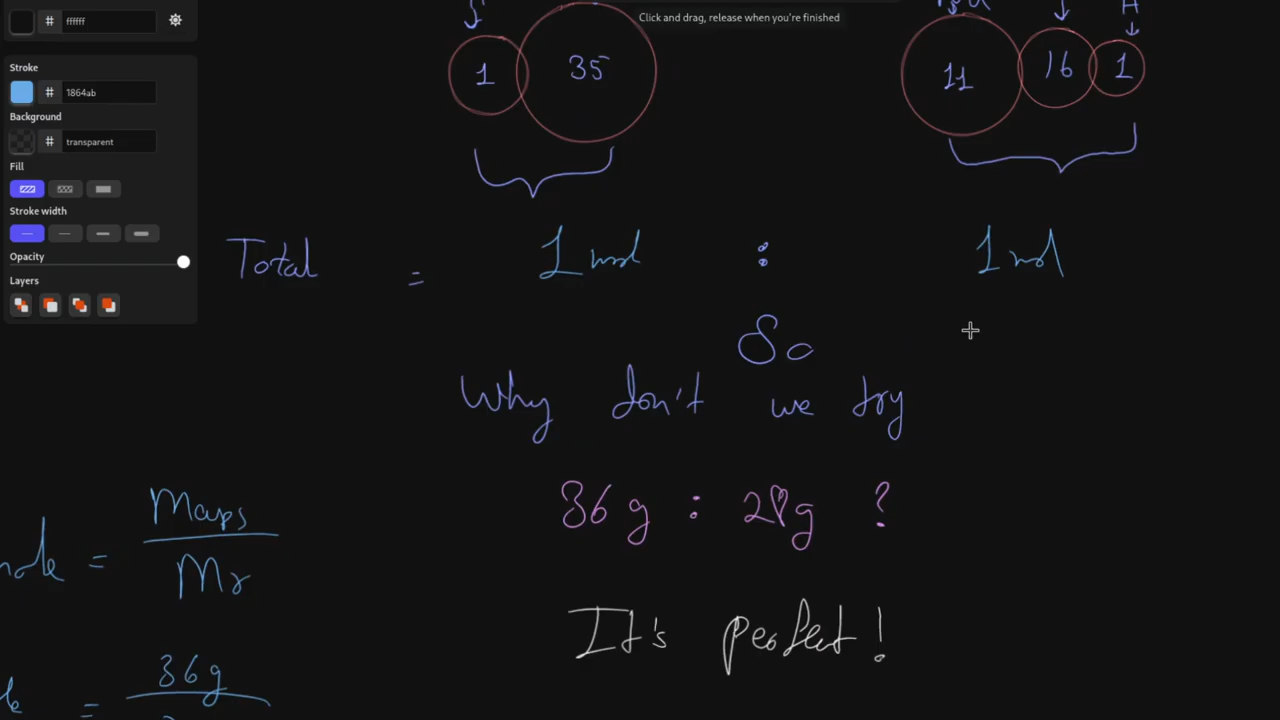 # ffffff
Click and drag, release when you're finished
Stroke
# 1864ab
Background
# transparent
Fill
Stroke width
Opacity
Layers
1 35
11 16 1
H
Total = 1 mol : 1 mol
So
Why don't we try
36 g : 28g ?
It's perfect!
= Mass
Mr
= 36g